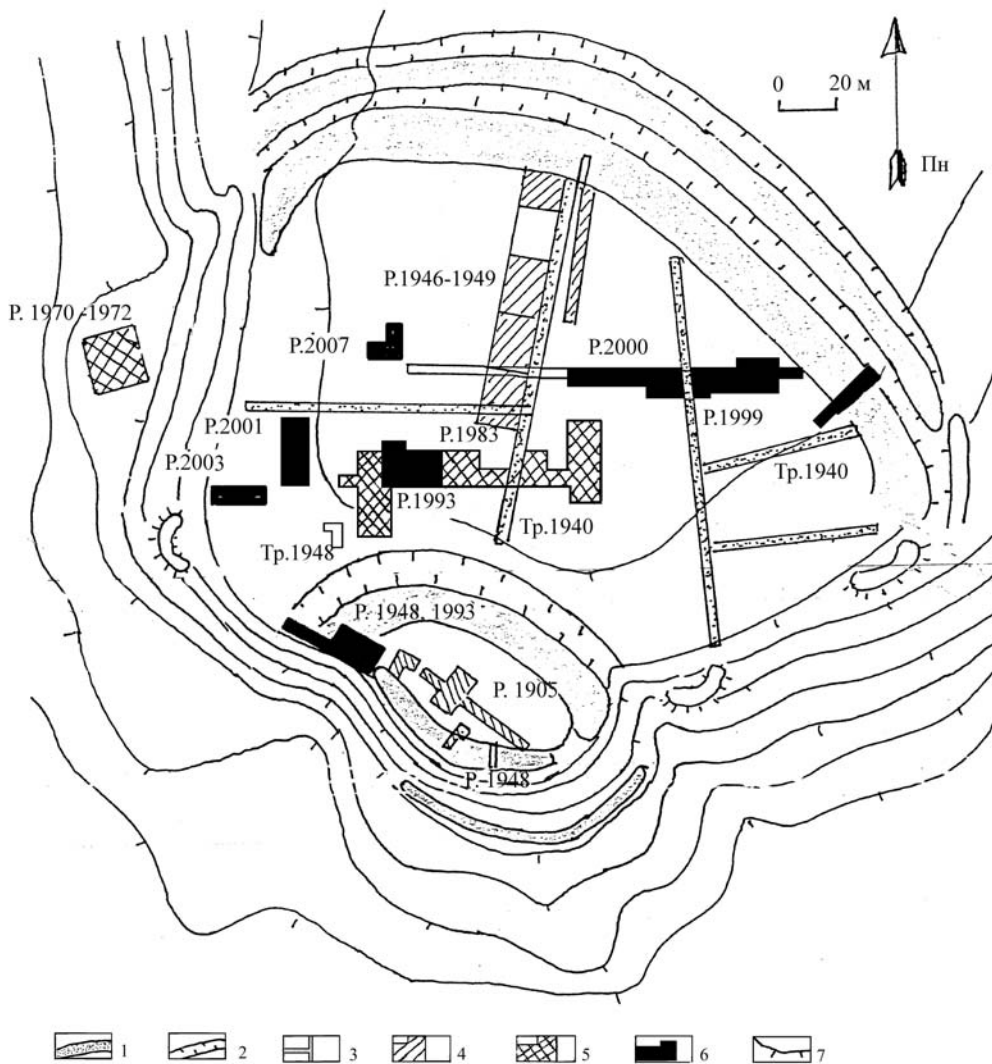 0 20 м
Пн
Р.1946-1949
Р. 1970 -1972
Р.2007
Р.2000
Р.1999
Р.2001
Р.1983
Р.2003
Р.1993
Тр.1940
Тр.1940
Тр.1948
Р. 1948, 1993
Р. 1905
Р. 1948
1 2 3 4 5 6 7